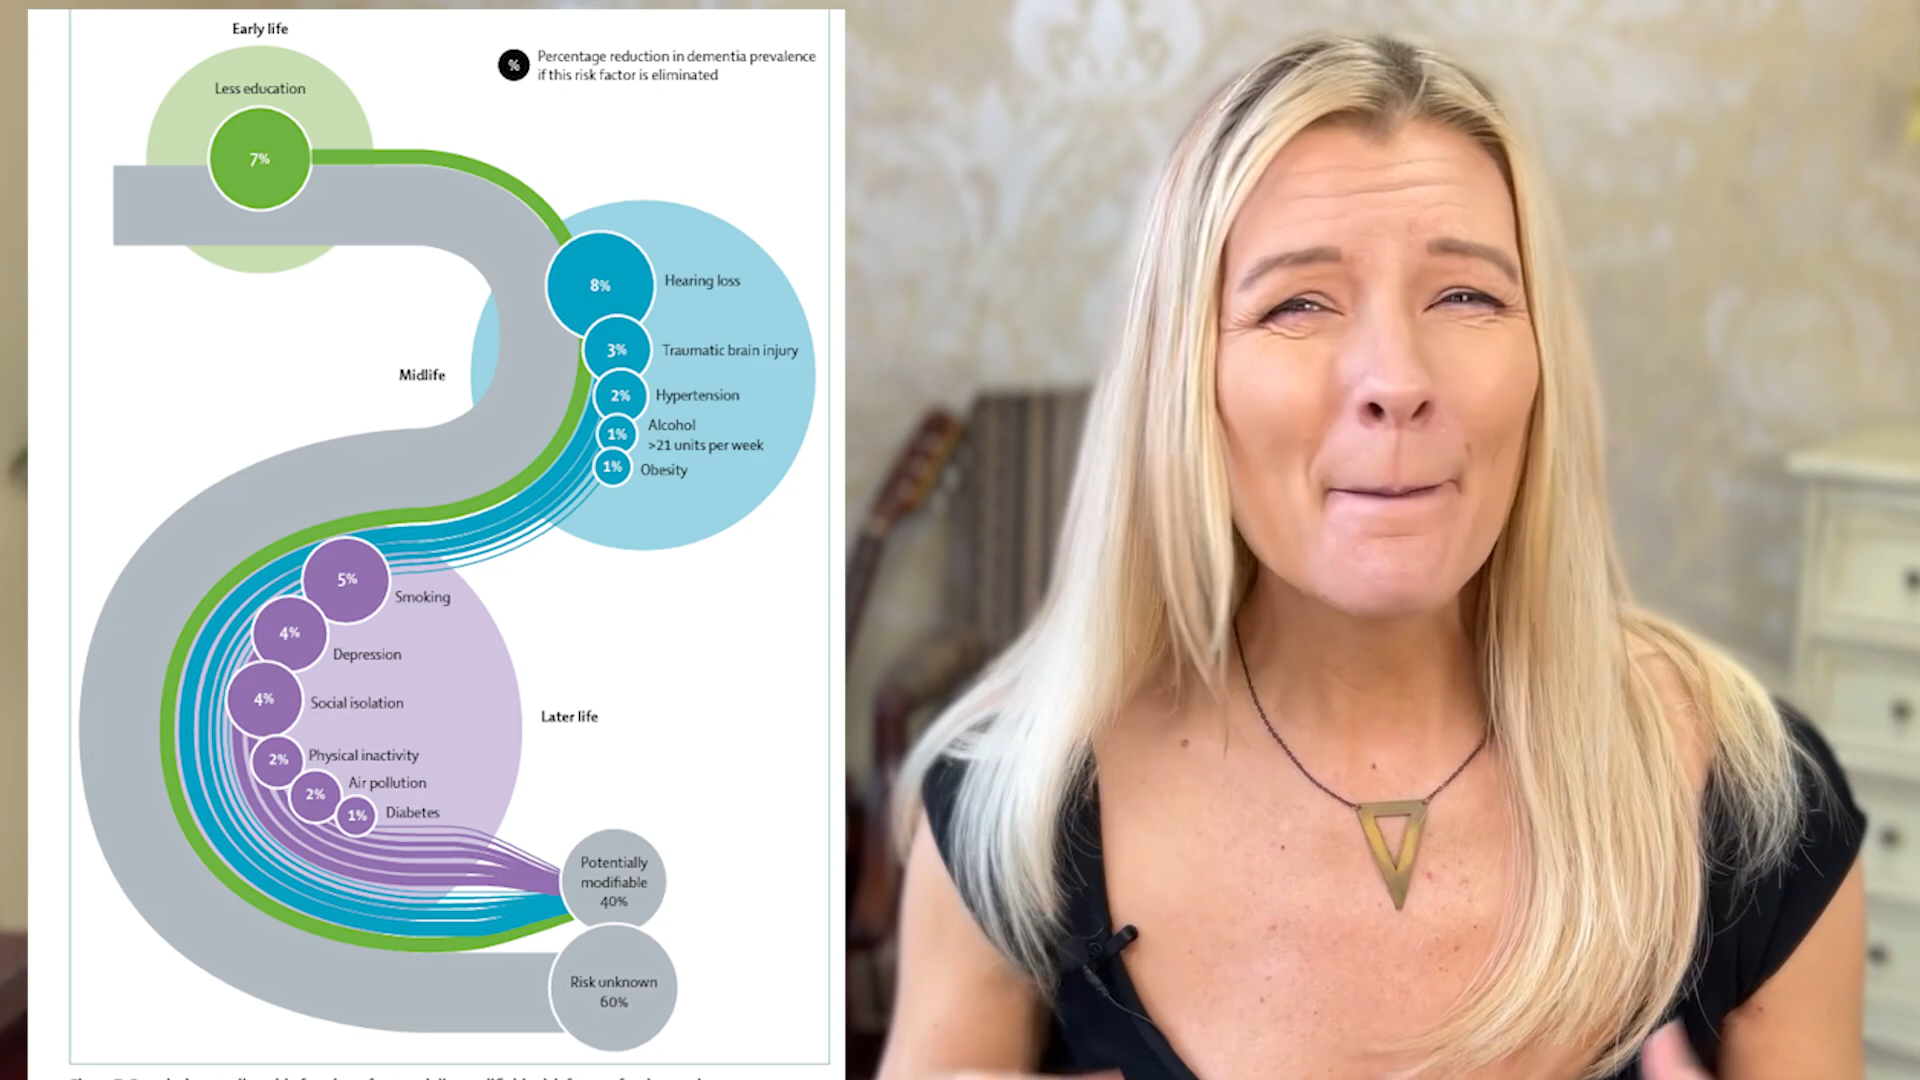 Early life
%
Percentage reduction in dementia prevalence
if this risk factor is eliminated
Less education
7%
8%
Hearing loss
3%
Traumatic brain injury
Midlife
2%
Hypertension
1%
Alcohol
>21 units per week
1%
Obesity
5%
Smoking
4%
Depression
4%
Social isolation
Later life
2%
Physical inactivity
2%
Air pollution
1%
Diabetes
Potentially
modifiable
40%
Risk unknown
60%